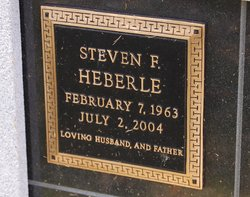 STEVEN F.
HEBERLE
FEBRUARY 7, 1963
JULY 2, 2004
LOVING HUSBAND, AND FATHER